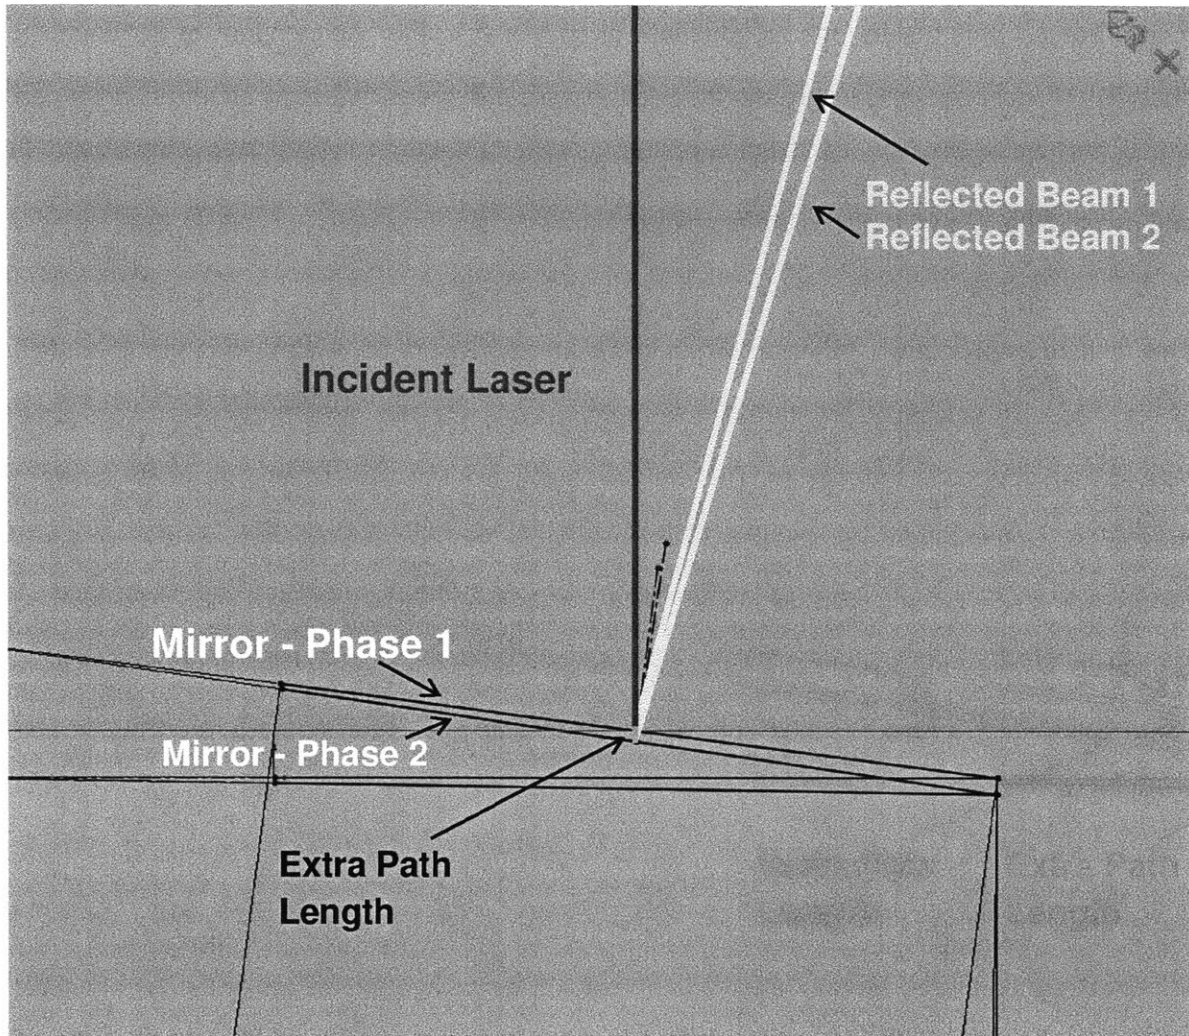 Reflected Beam 1
Reflected Beam 2
Incident Laser
Mirror - Phase 1
Mirror - Phase 2
Extra Path
Length